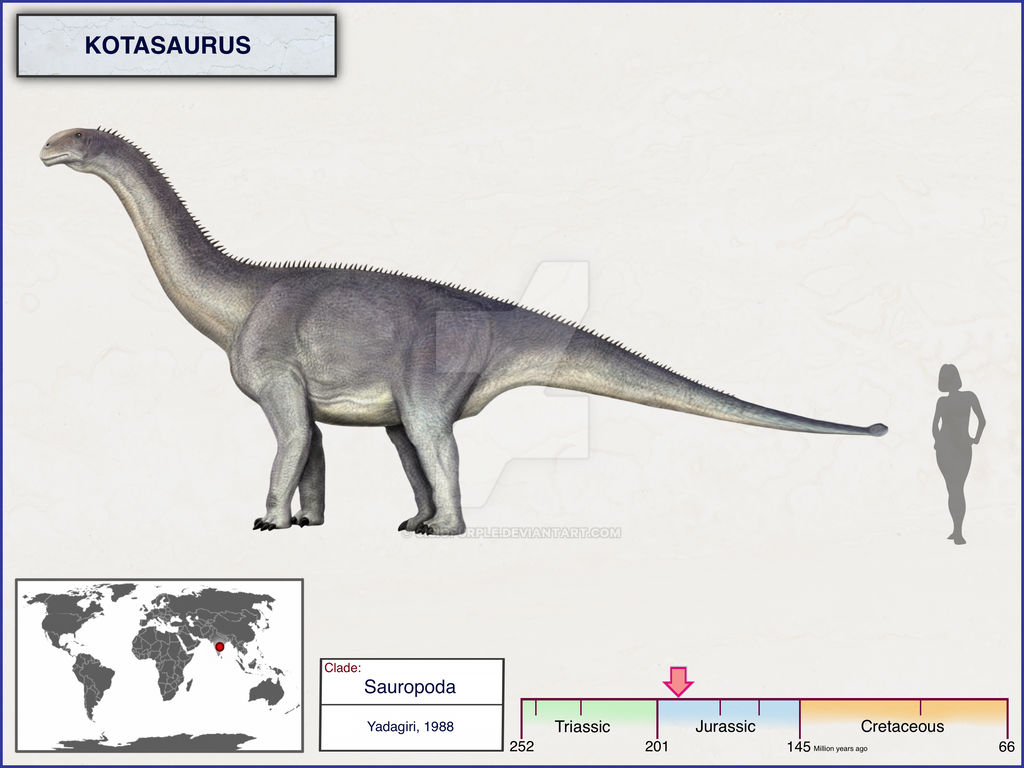 KOTASAURUS
Clade:
Sauropoda
Yadagiri, 1988
Triassic
Jurassic
Cretaceous
252
201
145 Million years ago
66